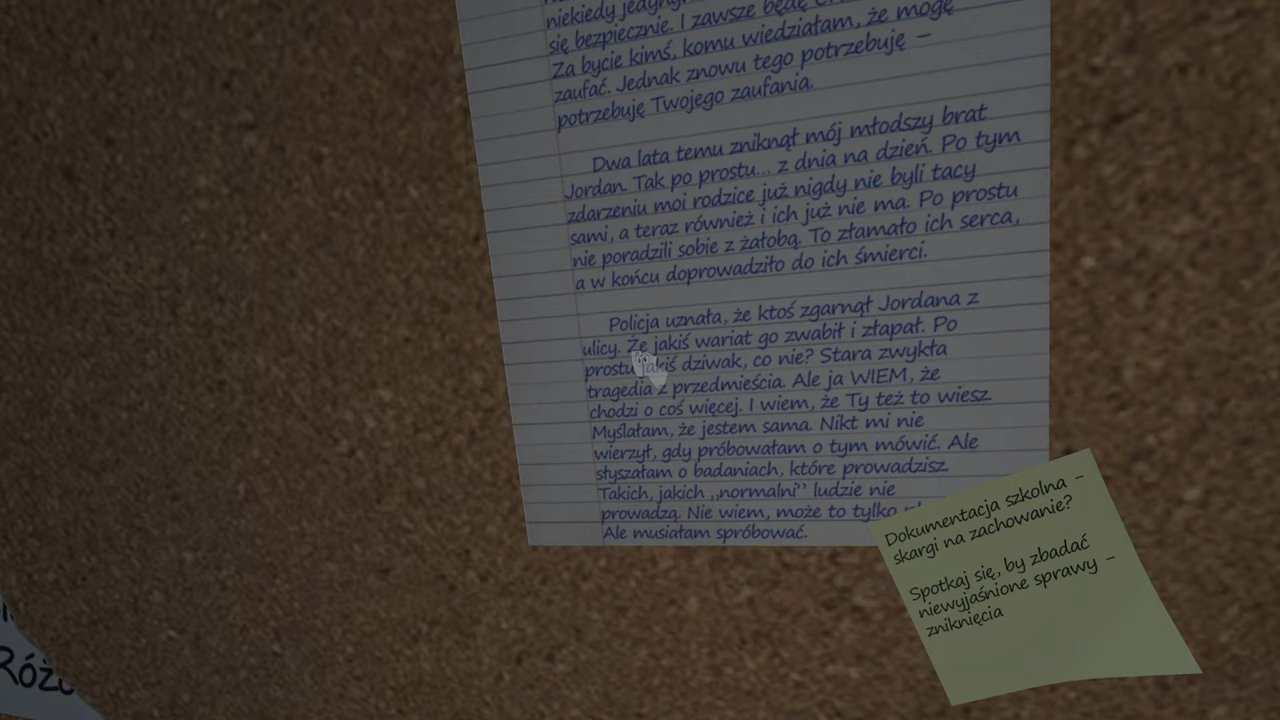 niekiedy
się bezpiecznie. I zawsze będę
Za bycie kimś, komu wiedziałam, że mogę
zaufać. Jednak znowu tego potrzebuję –
potrzebuję Twojego zaufania.
Dwa lata temu zniknął mój młodszy brat
Jordan. Tak po prostu... z dnia na dzień. Po tym
zdarzeniu moi rodzice już nigdy nie byli tacy
sami, a teraz również i ich już nie ma. Po prostu
nie poradzili sobie z żałobą. To złamało ich serca,
a w końcu doprowadziło do ich śmierci.
Policja uznała, że ktoś zgarnął Jordana z
ulicy. Że jakiś wariat go zwabił i złapał. Po
prostu jakiś dziwak, co nie? Stara zwykła
tragedia z przedmieścia. Ale ja WIEM, że
chodzi o coś więcej. I wiem, że Ty też to wiesz.
Myślałam, że jestem sama. Nikt mi nie
wierzył, gdy próbowałam o tym mówić. Ale
słyszałam o badaniach, które prowadzisz.
Takich, jakich „normalni” ludzie nie
prowadzą. Nie wiem, może to tylko
Ale musiałam spróbować.
Dokumentacja szkolna –
skargi na zachowanie?
Spotkaj się, by zbadać
niewyjaśnione sprawy –
zniknięcia